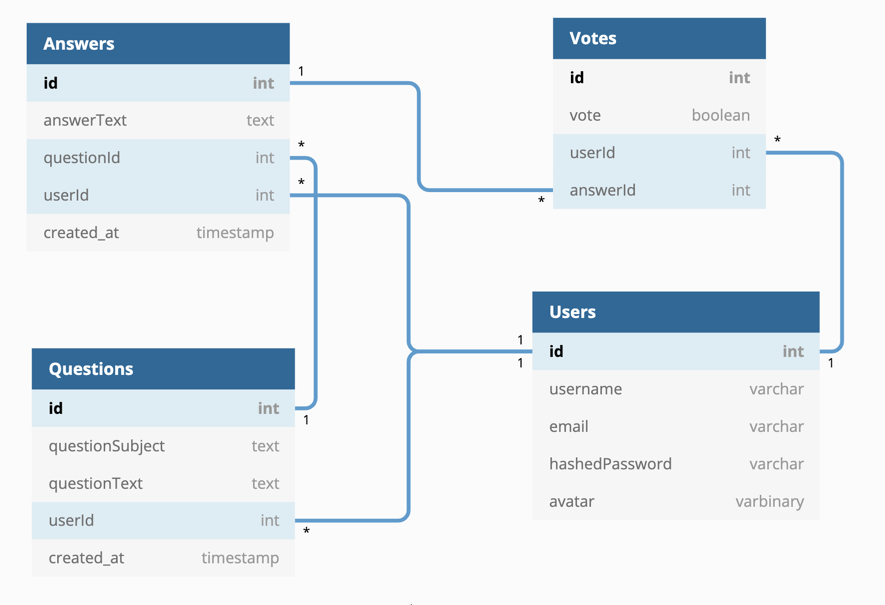 Answers
id int
answerText text
questionId int
userId int
created_at timestamp
1
*
*
Votes
id int
vote boolean
userId int
answerId int
*
*
Questions
id int
questionSubject text
questionText text
userId int
created_at timestamp
1
*
Users
id int
username varchar
email varchar
hashedPassword varchar
avatar varbinary
1
1
1